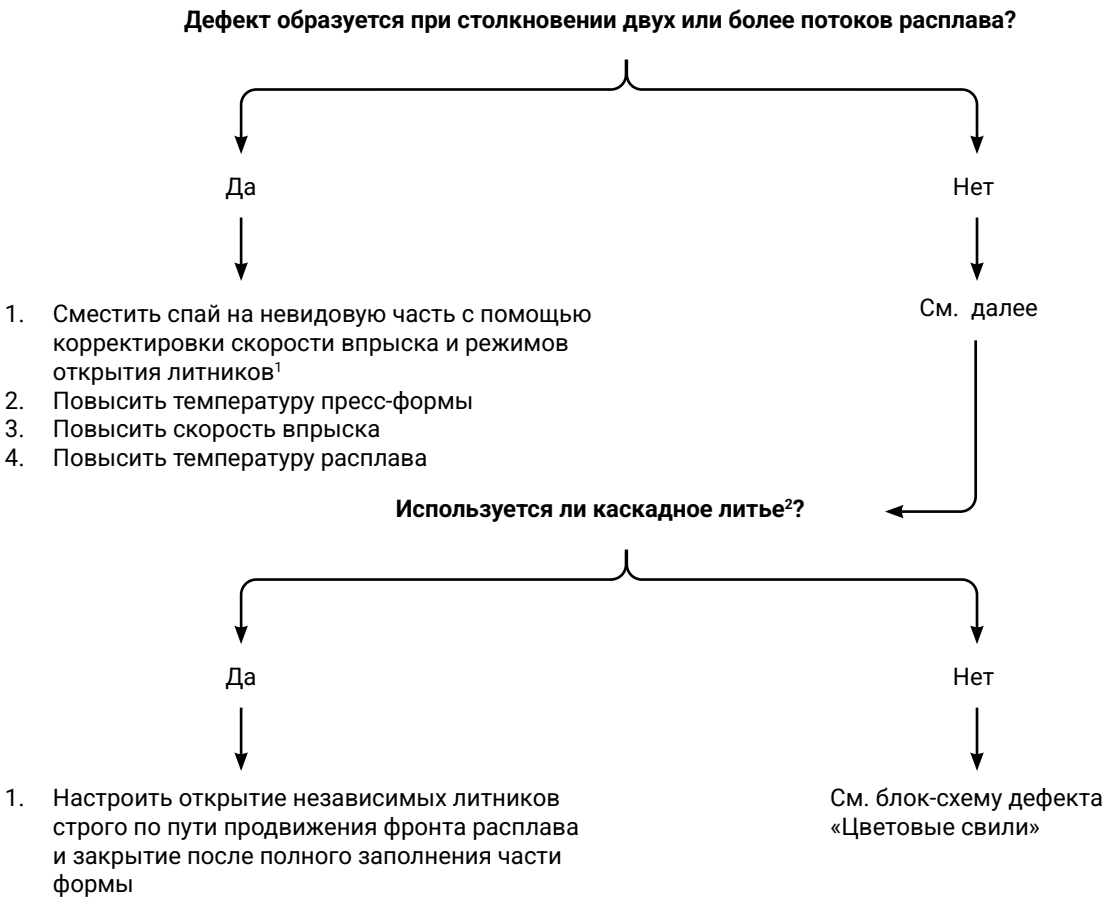 Дефект образуется при столкновении двух или более потоков расплава?
Да
Нет
1. Сместить спай на невидовую часть с помощью
корректировки скорости впрыска и режимов
открытия литников¹
2. Повысить температуру пресс-формы
3. Повысить скорость впрыска
4. Повысить температуру расплава
См. далее
Используется ли каскадное литье²?
Да
Нет
1. Настроить открытие независимых литников
строго по пути продвижения фронта расплава
и закрытие после полного заполнения части
формы
См. блок-схему дефекта
«Цветовые свили»